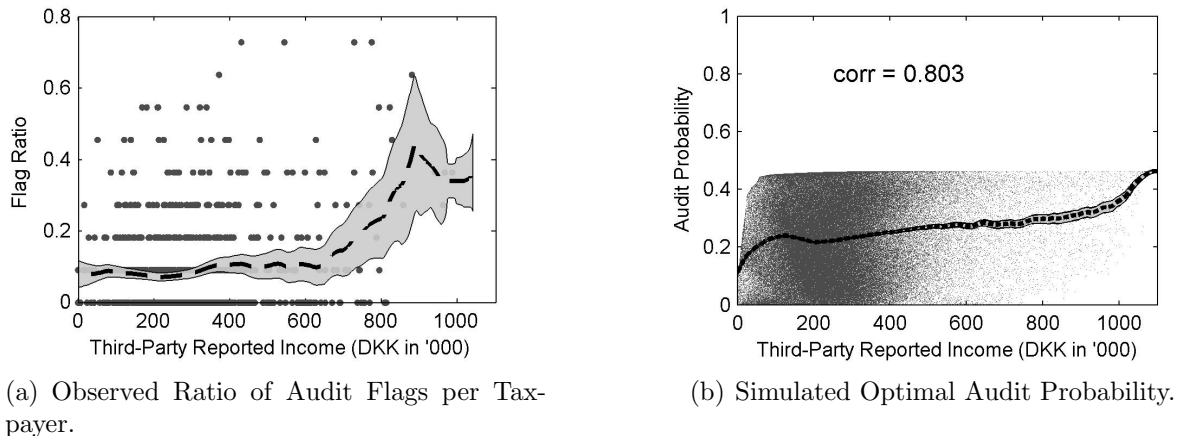 0.8
0.6
0.4
0.2
0
Flag Ratio
0 200 400 600 800 1000
Third-Party Reported Income (DKK in '000)
(a) Observed Ratio of Audit Flags per Tax-
payer.
1
0.8
0.6
0.4
0.2
0
Audit Probability
corr = 0.803
0 200 400 600 800 1000
Third-Party Reported Income (DKK in '000)
(b) Simulated Optimal Audit Probability.